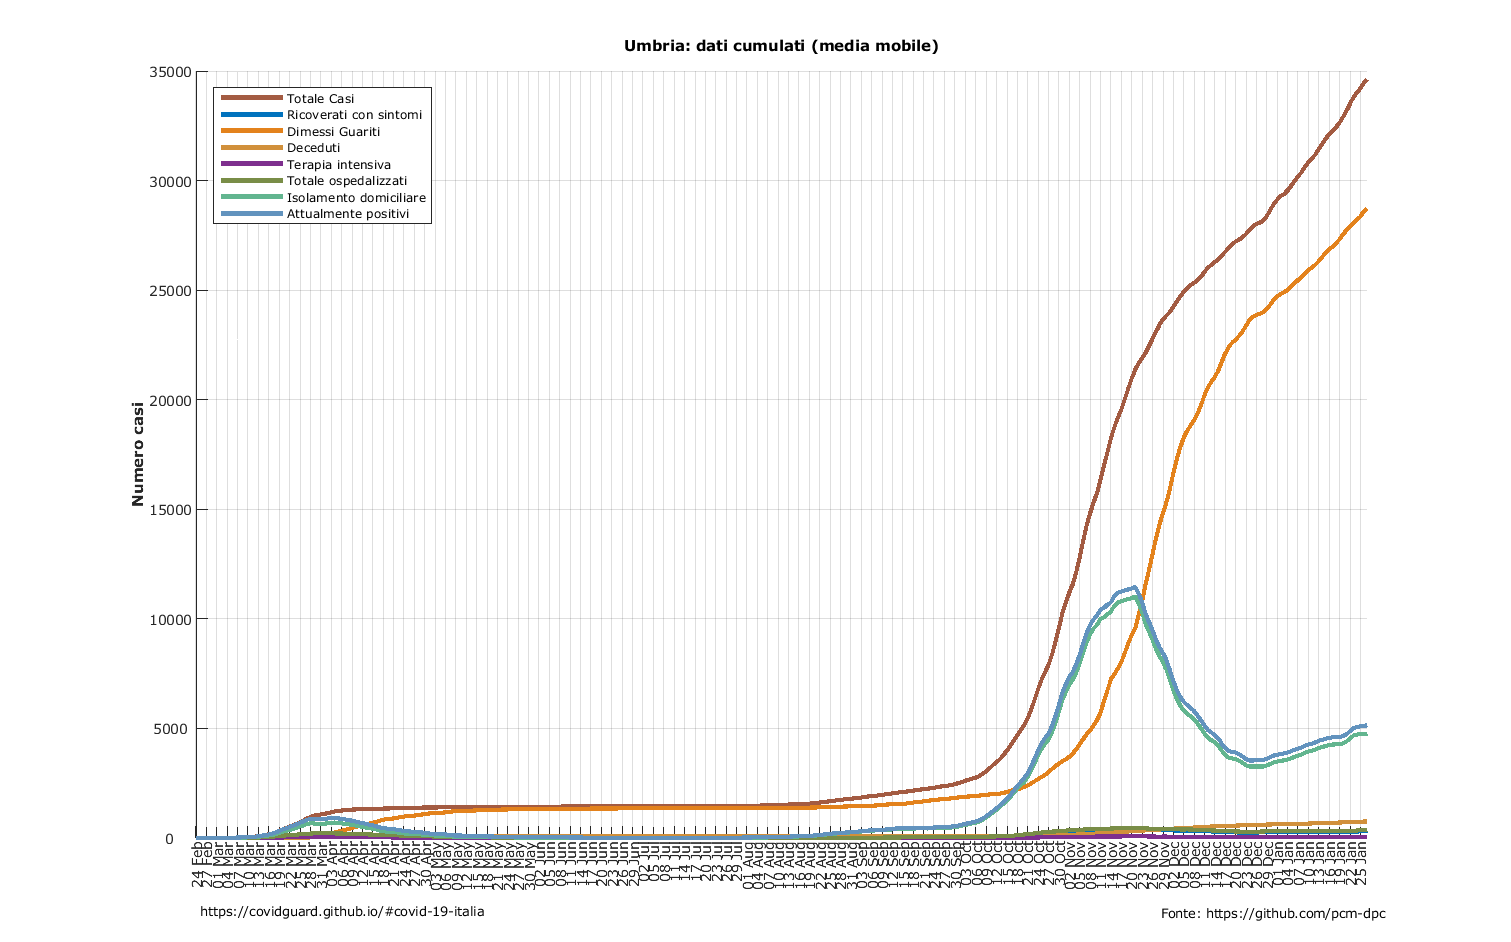 Umbria: dati cumulati (media mobile)
35000
30000
25000
20000
15000
10000
5000
0
Numero casi
Totale Casi
Ricoverati con sintomi
Dimessi Guariti
Deceduti
Terapia intensiva
Totale ospedalizzati
Isolamento domiciliare
Attualmente positivi
24 Feb
27 Feb
01 Mar
04 Mar
07 Mar
10 Mar
13 Mar
16 Mar
19 Mar
22 Mar
25 Mar
28 Mar
31 Mar
03 Apr
06 Apr
09 Apr
12 Apr
15 Apr
18 Apr
21 Apr
24 Apr
27 Apr
30 Apr
03 May
06 May
09 May
12 May
15 May
18 May
21 May
24 May
27 May
30 May
02 Jun
05 Jun
08 Jun
11 Jun
14 Jun
17 Jun
20 Jun
23 Jun
26 Jun
29 Jun
02 Jul
05 Jul
08 Jul
11 Jul
14 Jul
17 Jul
20 Jul
23 Jul
26 Jul
29 Jul
01 Aug
04 Aug
07 Aug
10 Aug
13 Aug
16 Aug
19 Aug
22 Aug
25 Aug
28 Aug
31 Aug
03 Sep
06 Sep
09 Sep
12 Sep
15 Sep
18 Sep
21 Sep
24 Sep
27 Sep
30 Sep
03 Oct
06 Oct
09 Oct
12 Oct
15 Oct
18 Oct
21 Oct
24 Oct
27 Oct
30 Oct
02 Nov
05 Nov
08 Nov
11 Nov
14 Nov
17 Nov
20 Nov
23 Nov
26 Nov
29 Nov
02 Dec
05 Dec
08 Dec
11 Dec
14 Dec
17 Dec
20 Dec
23 Dec
26 Dec
29 Dec
01 Jan
04 Jan
07 Jan
10 Jan
13 Jan
16 Jan
19 Jan
22 Jan
25 Jan
https://covidguard.github.io/#covid-19-italia
Fonte: https://github.com/pcm-dpc